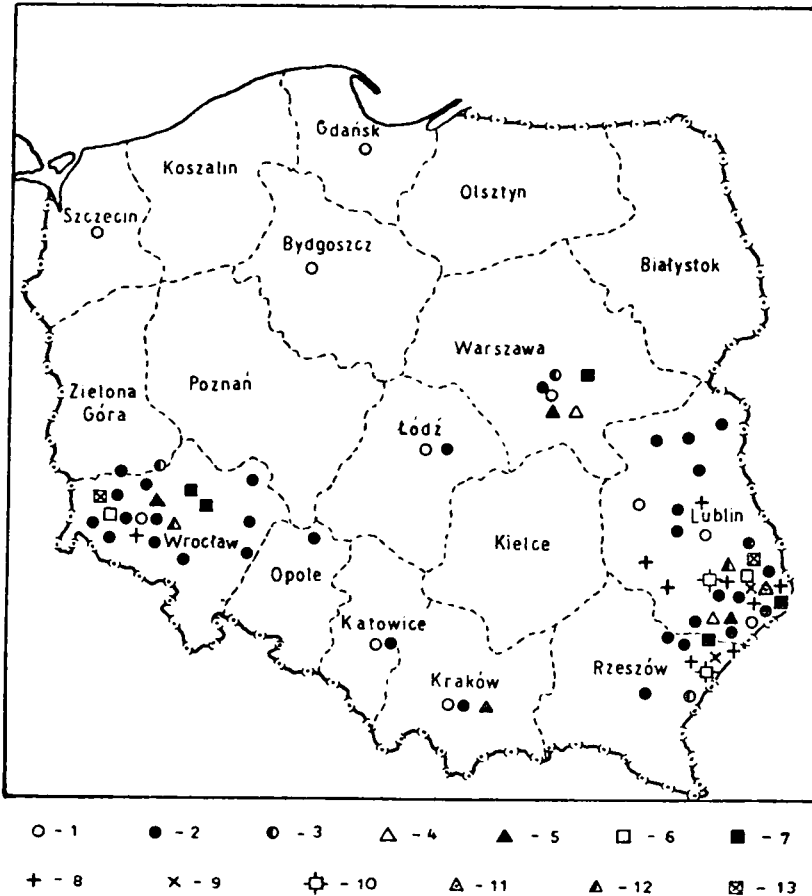 Gdańsk
Koszalin
Olsztyn
Szczecin
Bydgoszcz
Białystok
Warszawa
Zielona
Góra
Poznań
Łódź
Lublin
Wrocław
Kielce
Opole
Katowice
Kraków
Rzeszów
- 1 - 2 - 3 - 4 - 5 - 6 - 7
- 8 - 9 - 10 - 11 - 12 - 13